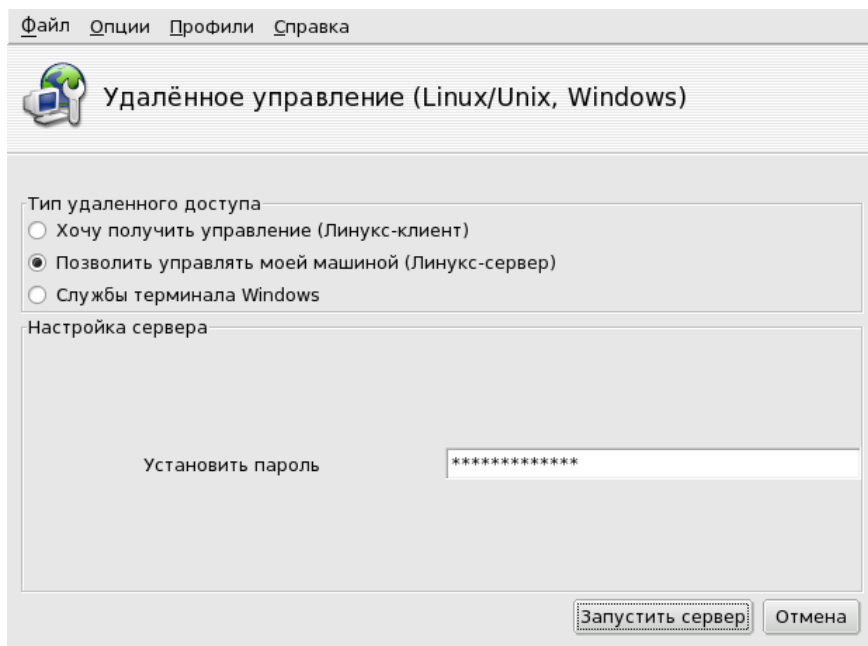 Файл Опции Профили Справка
Удалённое управление (Linux/Unix, Windows)
Тип удаленного доступа
Хочу получить управление (Линукс-клиент)
Позволить управлять моей машиной (Линукс-сервер)
Службы терминала Windows
Настройка сервера
Установить пароль *************
Запустить сервер Отмена